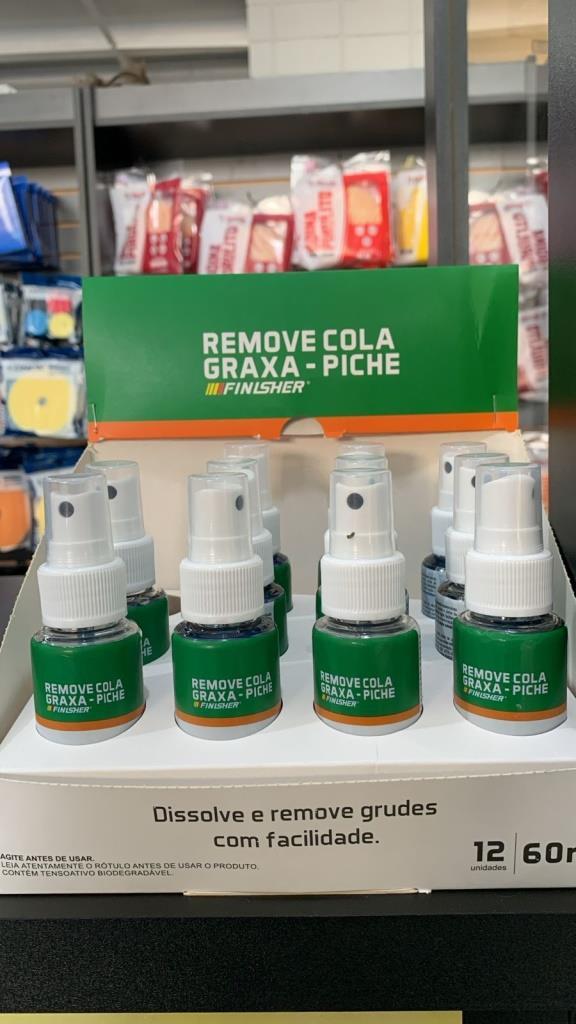 REMOVE COLA
GRAXA - PICHE
FINISHER®
REMOVE COLA
GRAXA - PICHE
FINISHER®
REMOVE COLA
GRAXA - PICHE
FINISHER®
REMOVE COLA
GRAXA - PICHE
FINISHER®
REMOVE COLA
GRAXA - PICHE
FINISHER®
Dissolve e remove grudes
com facilidade.
AGITE ANTES DE USAR.
LEIA ATENTAMENTE O RÓTULO ANTES DE USAR O PRODUTO.
CONTÉM TENSOATIVO BIODEGRADÁVEL.
12
unidades
60